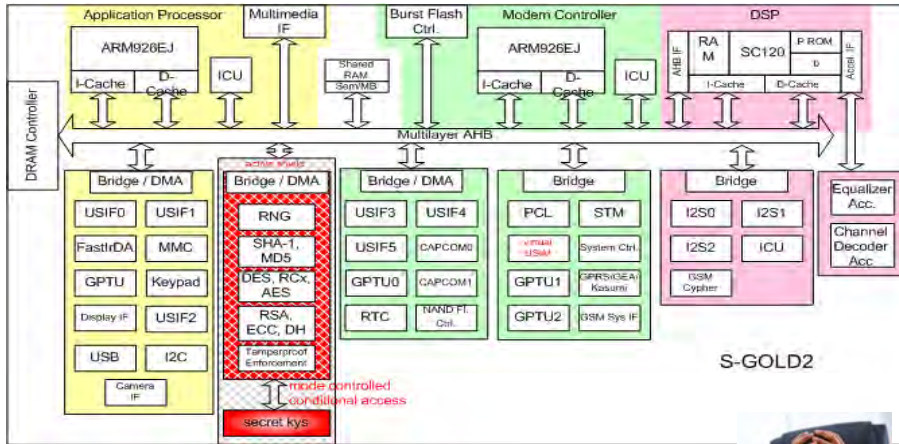 Application Processor
Multimedia
IF
Burst Flash
Ctrl.
Modem Controller
DSP
ARM926EJ
I-Cache
D-
Cache
ICU
Shared
RAM
Sem/MB
ARM926EJ
I-Cache
D-
Cache
ICU
AHB IF
RA
M
SC120
P ROM
D
Accel. IF
I-Cache
D-Cache
DRAM Controller
Multilayer AHB
active shield
Bridge / DMA
USIF0
USIF1
FastIrDA
MMC
GPTU
Keypad
Display IF
USIF2
USB
I2C
Camera
IF
Bridge / DMA
RNG
SHA-1,
MD5
DES, RCx,
AES
RSA,
ECC, DH
Tamperproof
Enforcement
mode controlled
conditional access
secret kys
Bridge / DMA
USIF3
USIF4
USIF5
CAPCOM0
GPTU0
CAPCOM1
RTC
NAND Fl.
Ctrl.
Bridge
PCL
STM
virtual
USIM
System Ctrl.
GPTU1
GPRS/GEA/
Kasumi
GPTU2
GSM Sys IF
Bridge
I2S0
I2S1
I2S2
ICU
GSM
Cypher
Equalizer
Acc.
Channel
Decoder
Acc
S-GOLD2